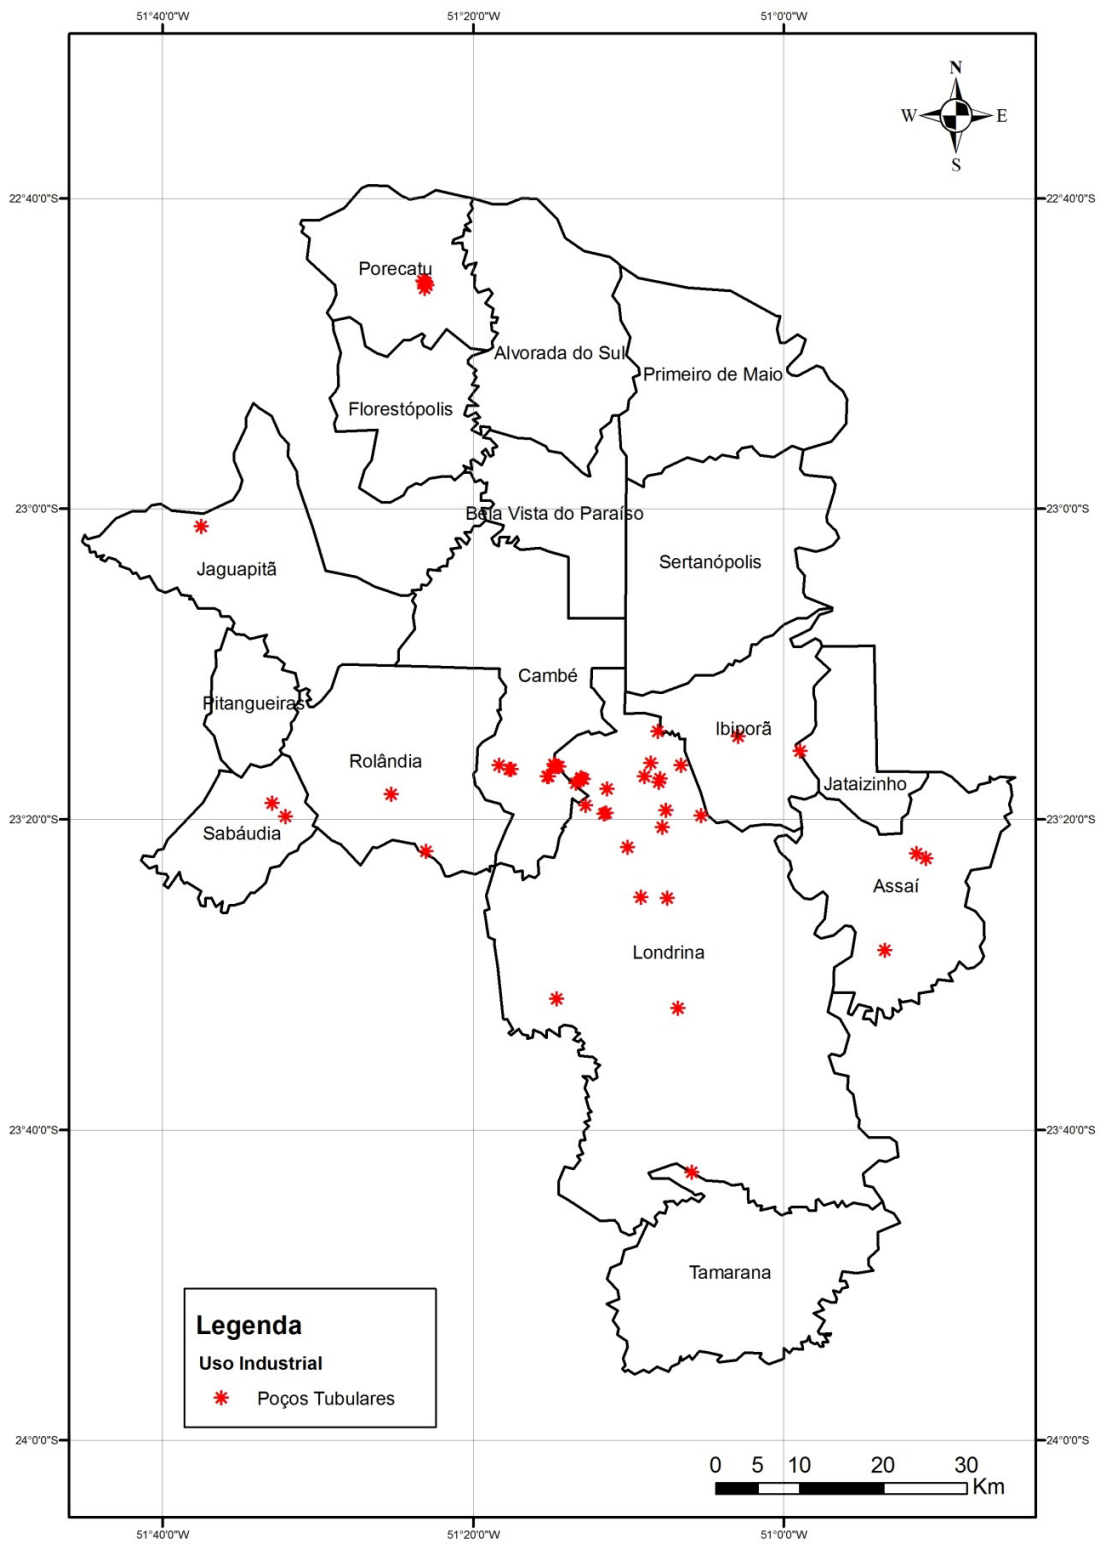 51°40'0"W 51°20'0"W 51°0'0"W
N
W E
S
22°40'0"S 22°40'0"S
Porecatu
Alvorada do Sul
Primeiro de Maio
Florestópolis
23°0'0"S 23°0'0"S
Bela Vista do Paraíso
Sertanópolis
Jaguapitã
Cambé
Pitangueiras
Ibiporã
Rolândia
Jataizinho
23°20'0"S 23°20'0"S
Sabáudia
Assaí
Londrina
23°40'0"S 23°40'0"S
Tamarana
Legenda
Uso Industrial
Poços Tubulares
24°0'0"S 24°0'0"S
0 5 10 20 30
Km
51°40'0"W 51°20'0"W 51°0'0"W